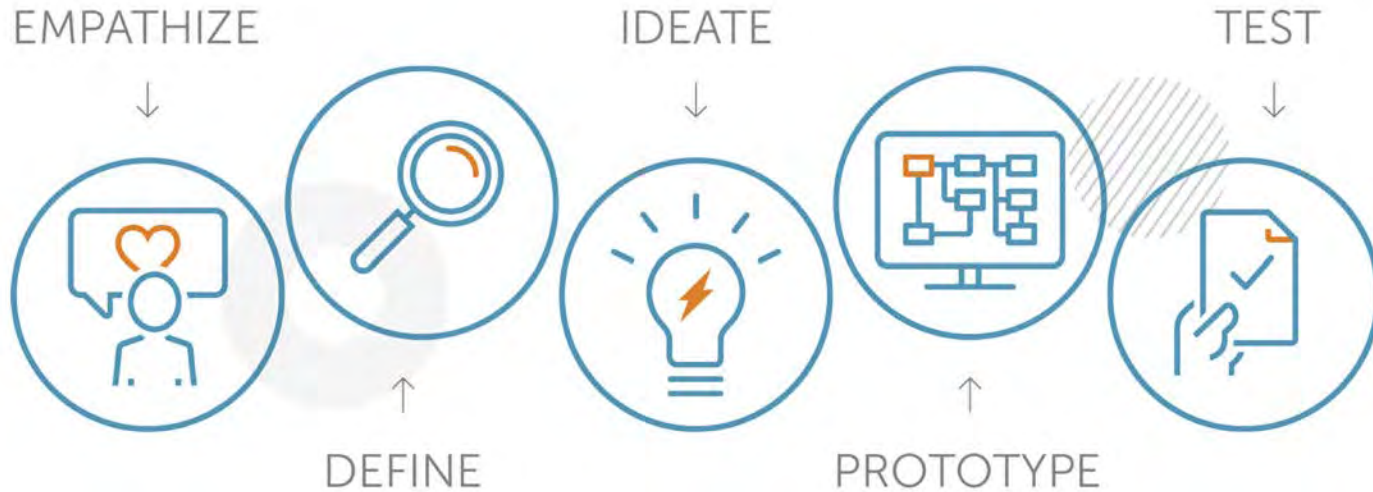 EMPATHIZE
DEFINE
IDEATE
PROTOTYPE
TEST